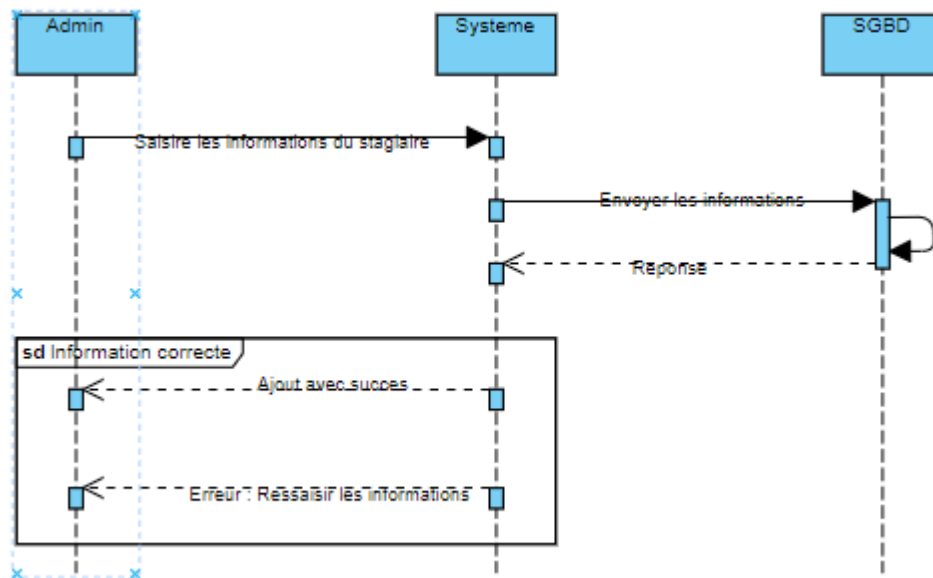 Admin
Systeme
SGBD
Saisire les informations du stagiaire
Envoyer les informations
Reponse
sd Information correcte
Ajout avec succes
Erreur : Ressaisir les informations